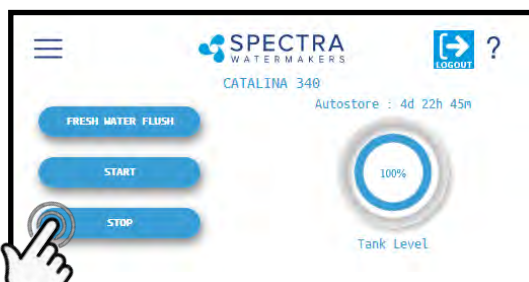 SPECTRA
WATERMAKERS
LOGOUT
?
CATALINA 340
Autostore : 4d 22h 45m
FRESH WATER FLUSH
START
100%
STOP
Tank Level